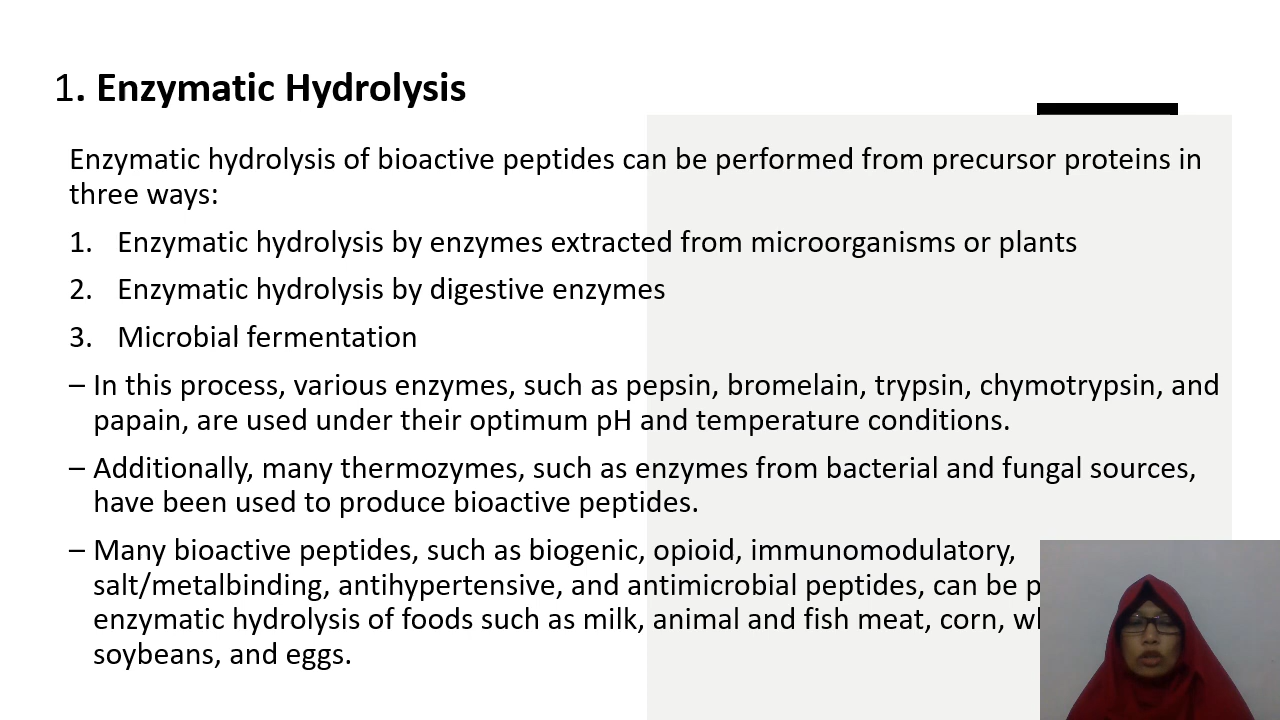 1. Enzymatic Hydrolysis
Enzymatic hydrolysis of bioactive peptides can be performed from precursor proteins in
three ways:
1. Enzymatic hydrolysis by enzymes extracted from microorganisms or plants
2. Enzymatic hydrolysis by digestive enzymes
3. Microbial fermentation
– In this process, various enzymes, such as pepsin, bromelain, trypsin, chymotrypsin, and
papain, are used under their optimum pH and temperature conditions.
– Additionally, many thermozymes, such as enzymes from bacterial and fungal sources,
have been used to produce bioactive peptides.
– Many bioactive peptides, such as biogenic, opioid, immunomodulatory,
salt/metalbinding, antihypertensive, and antimicrobial peptides, can be
enzymatic hydrolysis of foods such as milk, animal and fish meat, corn,
soybeans, and eggs.